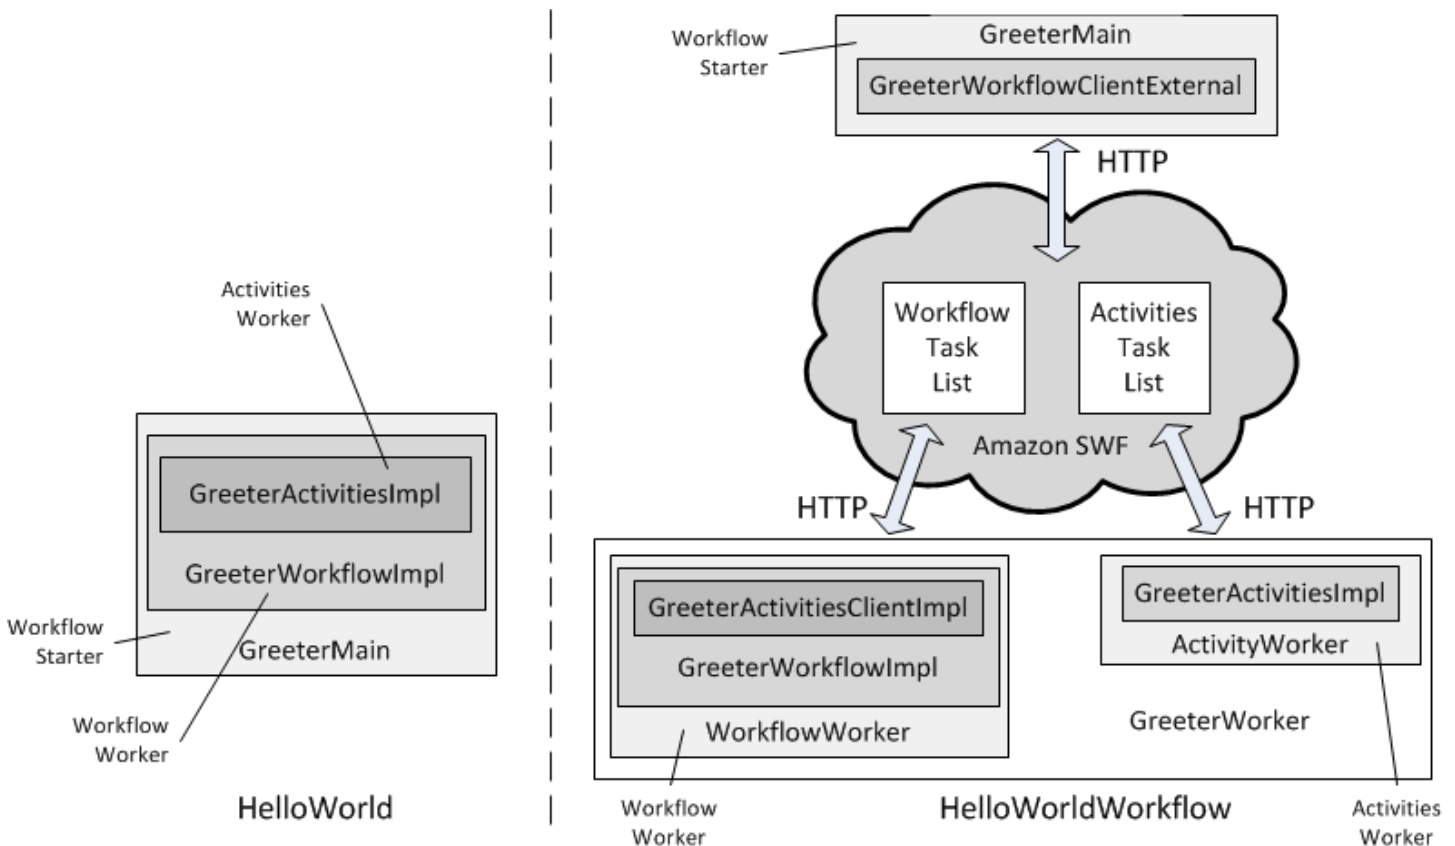 Activities
Worker
GreeterActivitiesImpl
GreeterWorkflowImpl
Workflow
Starter
GreeterMain
Workflow
Worker
HelloWorld
Workflow
Starter
GreeterMain
GreeterWorkflowClientExternal
HTTP
Workflow
Task
List
Activities
Task
List
Amazon SWF
HTTP
HTTP
GreeterActivitiesClientImpl
GreeterWorkflowImpl
WorkflowWorker
GreeterActivitiesImpl
ActivityWorker
GreeterWorker
Workflow
Worker
HelloWorldWorkflow
Activities
Worker